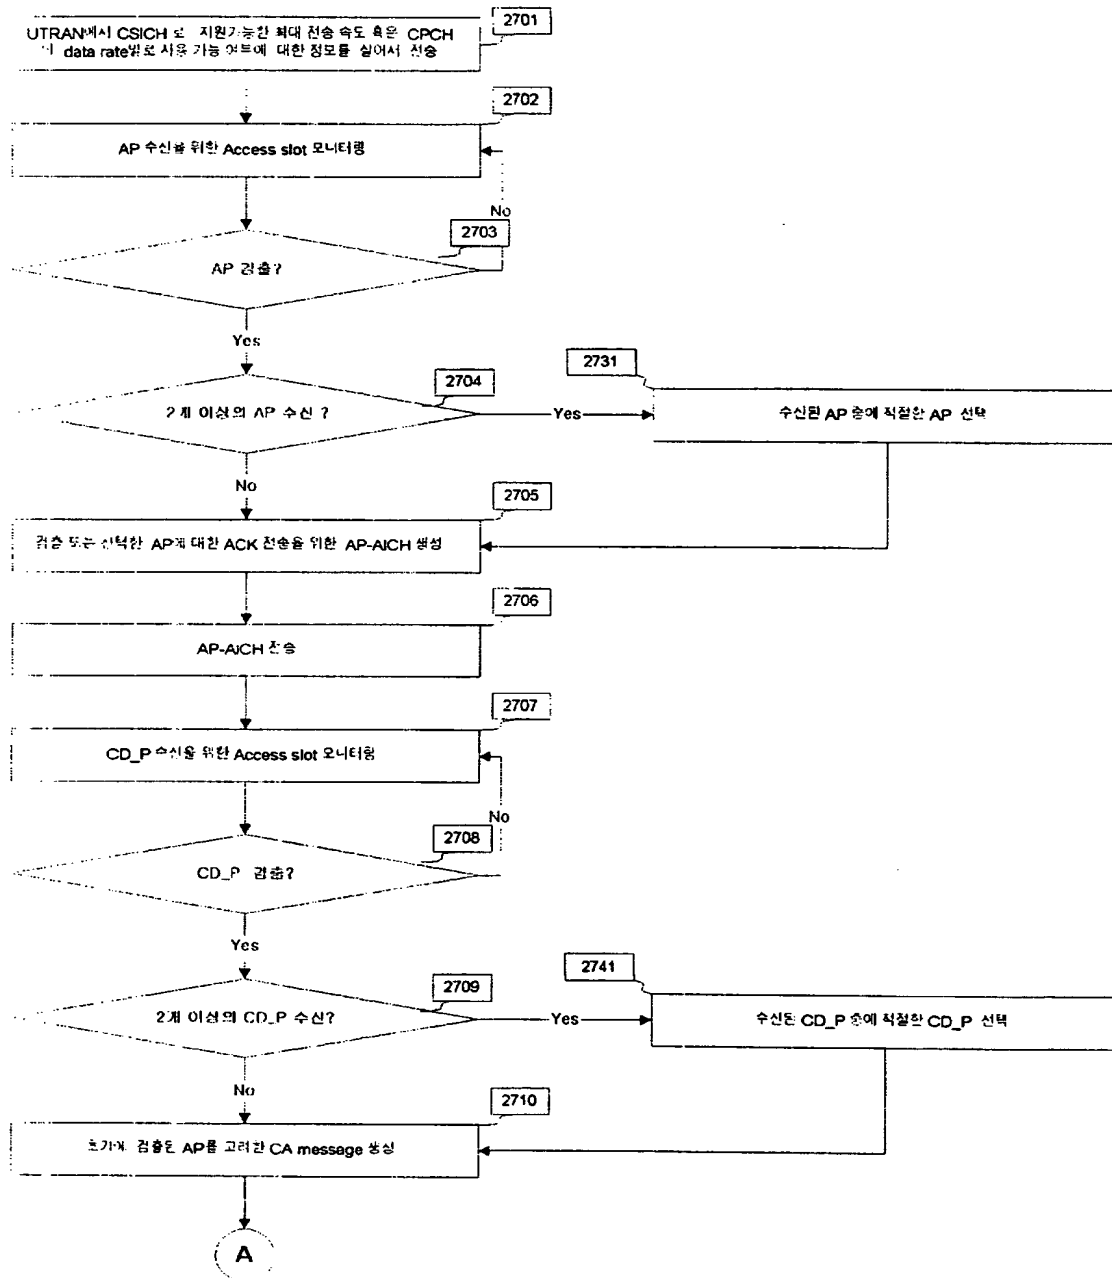 2701
UTRAN에서 CSICH로 지원가능한 최대 전송 속도 혹은 CPCH
의 data rate별로 사용 가능 여부에 대한 정보를 실어서 전송
2702
AP 수신을 위한 Access slot 모니터링
No
2703
AP 검출?
Yes
2704
2개 이상의 AP 수신 ?
Yes
2731
수신된 AP 중에 적절한 AP 선택
No
2705
검출 또는 선택한 AP에 대한 ACK 전송을 위한 AP-AICH 생성
2706
AP-AICH 전송
2707
CD_P 수신을 위한 Access slot 모니터링
No
2708
CD_P 검출?
Yes
2709
2개 이상의 CD_P 수신?
Yes
2741
수신된 CD_P 중에 적절한 CD_P 선택
No
2710
초기에 검출된 AP를 고려한 CA message 생성
A